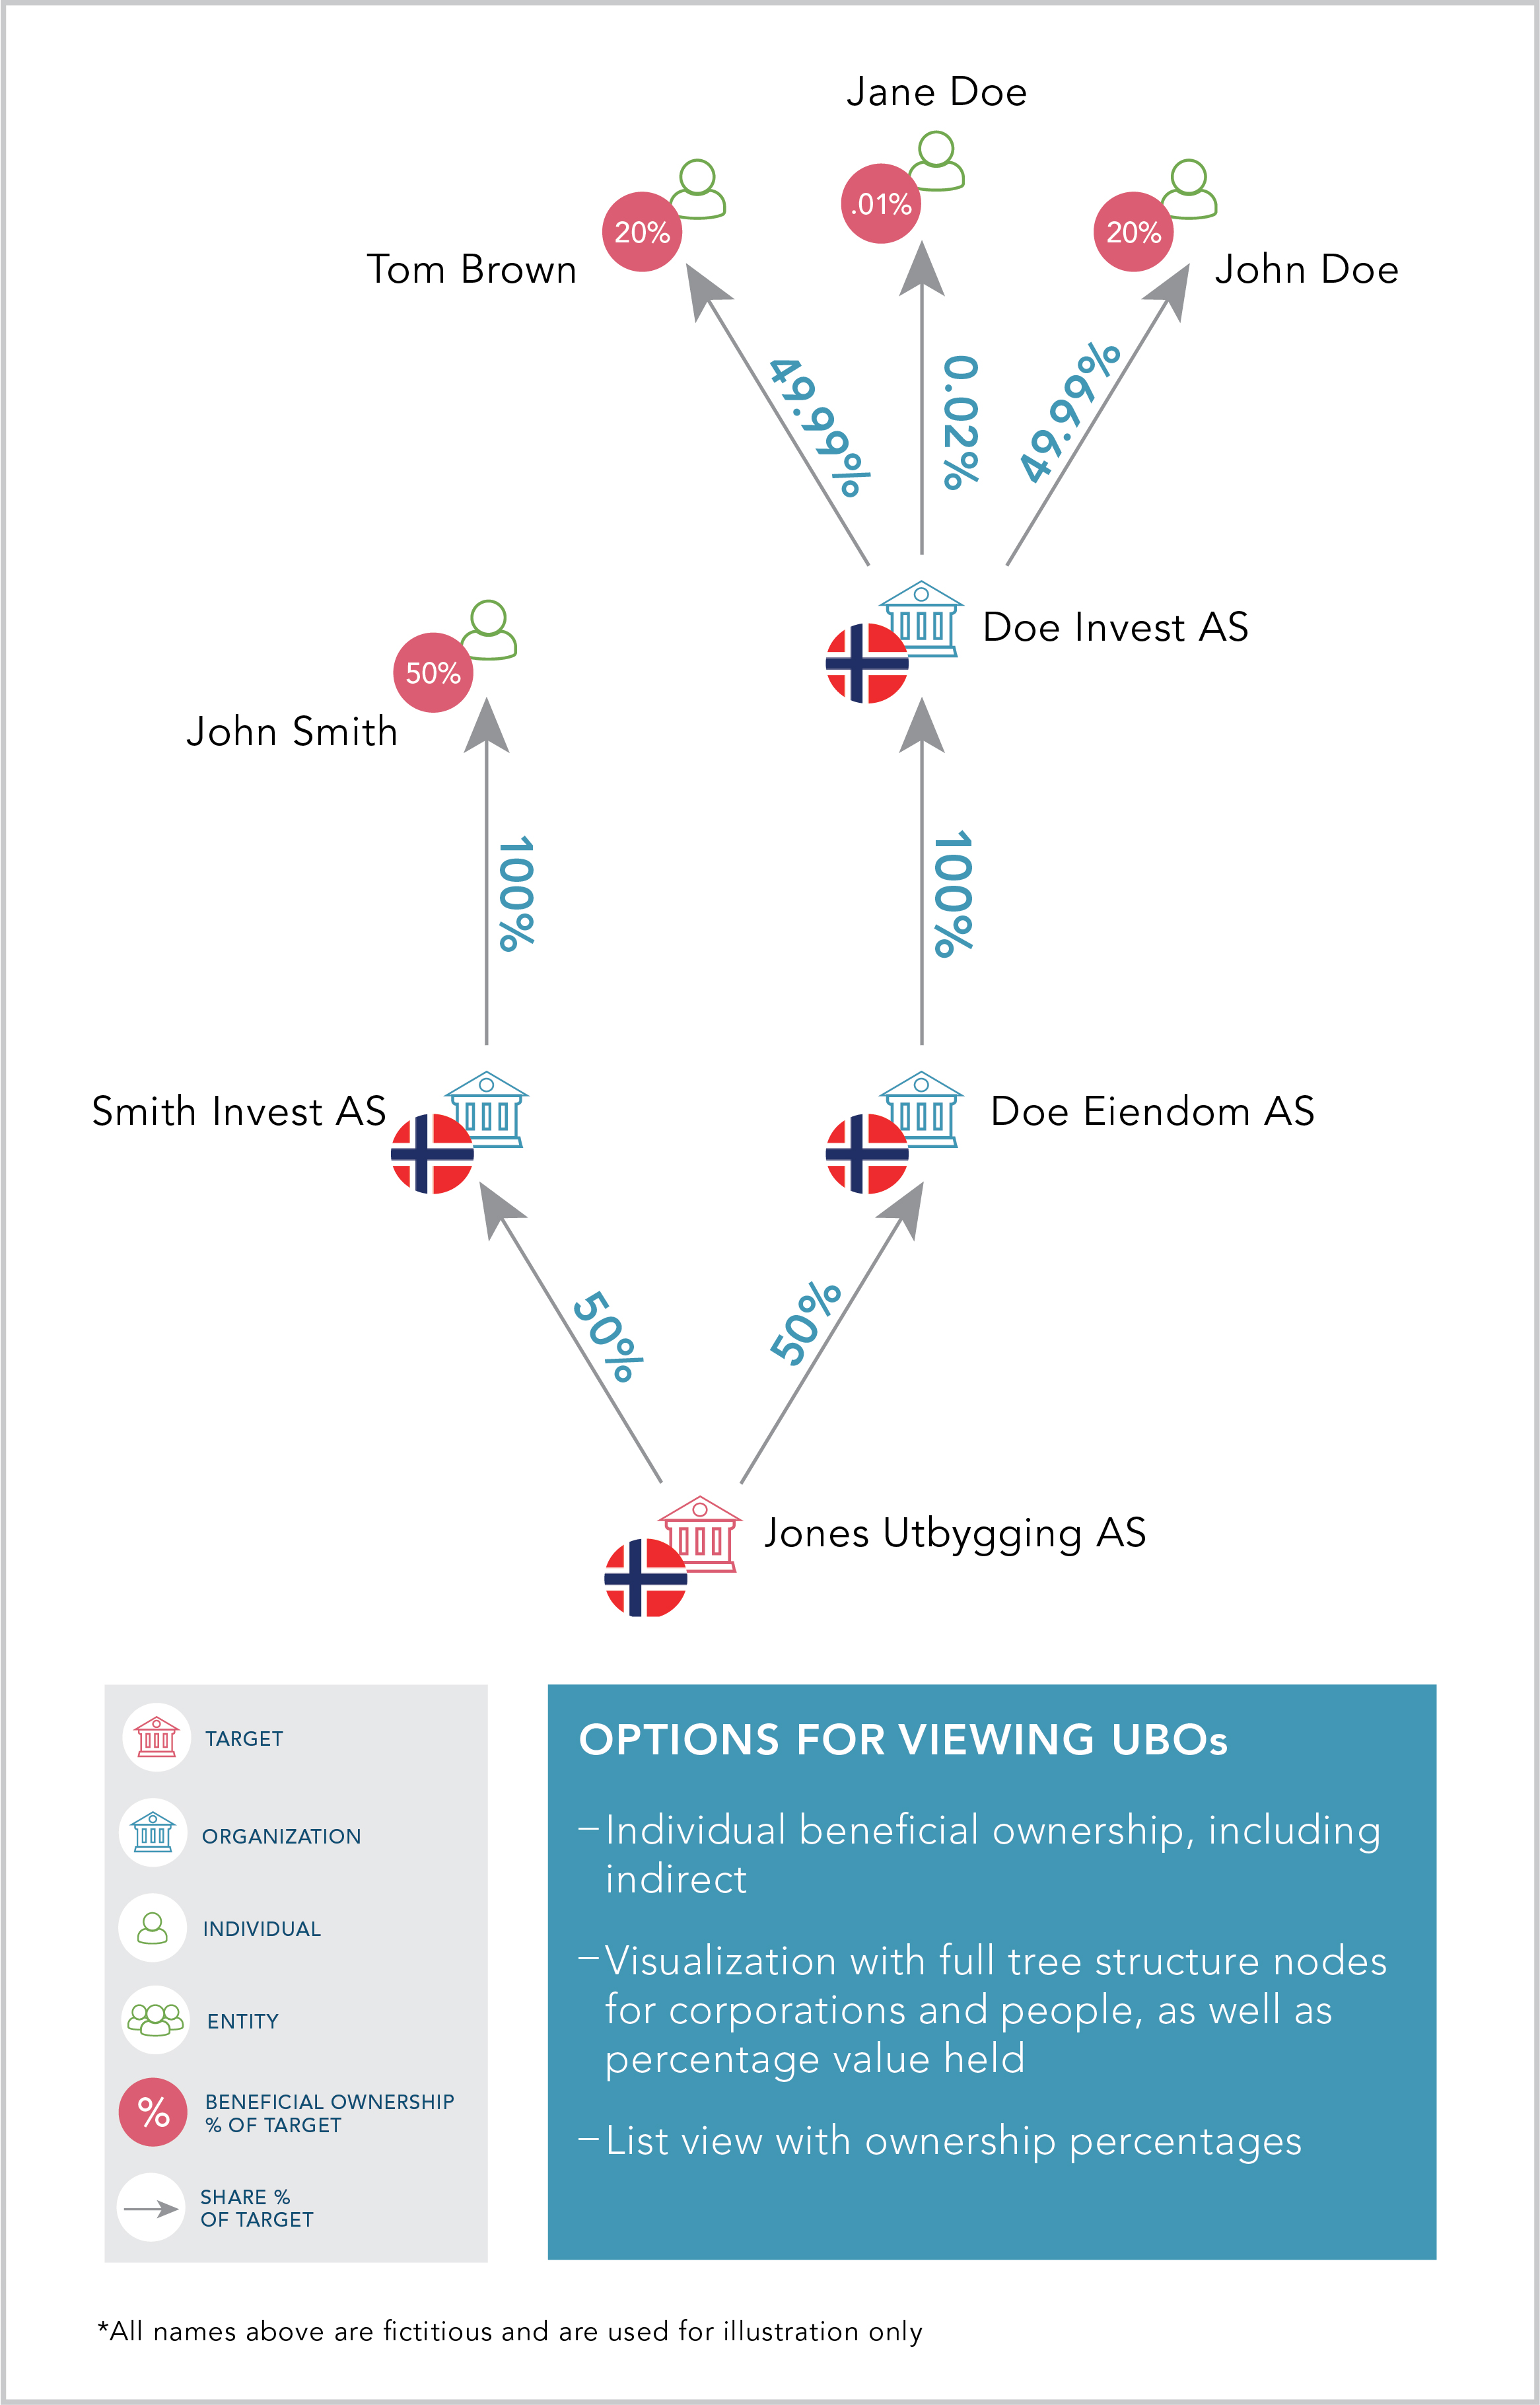 Jane Doe
.01%
20%
20%
Tom Brown
John Doe
49.99%
0.02%
49.99%
Doe Invest AS
50%
John Smith
100%
100%
Smith Invest AS
Doe Eiendom AS
50%
50%
Jones Utbygging AS
TARGET
ORGANIZATION
INDIVIDUAL
ENTITY
%
BENEFICIAL OWNERSHIP
% OF TARGET
SHARE %
OF TARGET
OPTIONS FOR VIEWING UBOs
–Individual beneficial ownership, including
indirect
–Visualization with full tree structure nodes
for corporations and people, as well as
percentage value held
–List view with ownership percentages
*All names above are fictitious and are used for illustration only